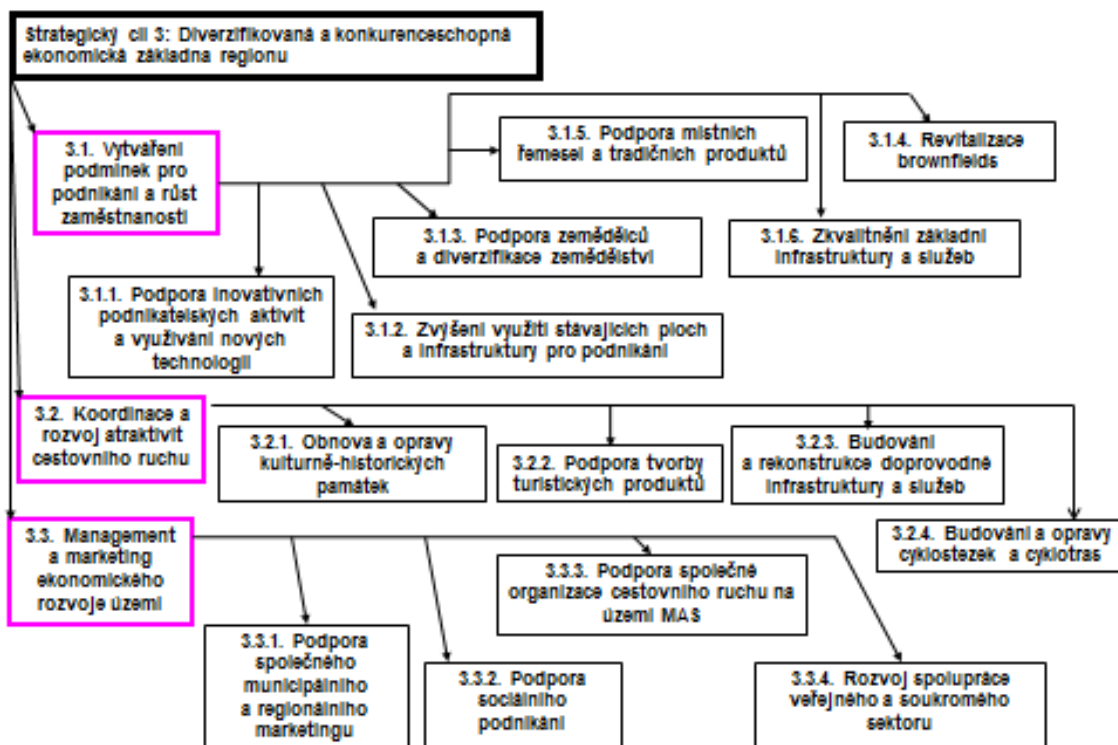 Strategický cíl 3: Diverzifikovaná a konkurenceschopná
ekonomická základna regionu
3.1. Vytváření
podmínek pro
podnikání a růst
zaměstnanosti
3.1.5. Podpora místních
řemesel a tradičních produktů
3.1.4. Revitalizace
brownfields
3.1.3. Podpora zemědělců
a diverzifikace zemědělství
3.1.6. Zkvalitnění základní
infrastruktury a služeb
3.1.1. Podpora inovativních
podnikatelských aktivit
a využívání nových
technologií
3.1.2. Zvýšení využití stávajících ploch
a infrastruktury pro podnikání
3.2. Koordinace a
rozvoj atraktivit
cestovního ruchu
3.2.1. Obnova a opravy
kulturně-historických
památek
3.2.2. Podpora tvorby
turistických produktů
3.2.3. Budování
a rekonstrukce doprovodné
infrastruktury a služeb
3.2.4. Budování a opravy
cyklostezek a cyklotras
3.3. Management
a marketing
ekonomického
rozvoje území
3.3.3. Podpora společné
organizace cestovního ruchu na
území MAS
3.3.1. Podpora
společného
municipálního
a regionálního
marketingu
3.3.2. Podpora
sociálního
podnikání
3.3.4. Rozvoj spolupráce
veřejného a soukromého
sektoru